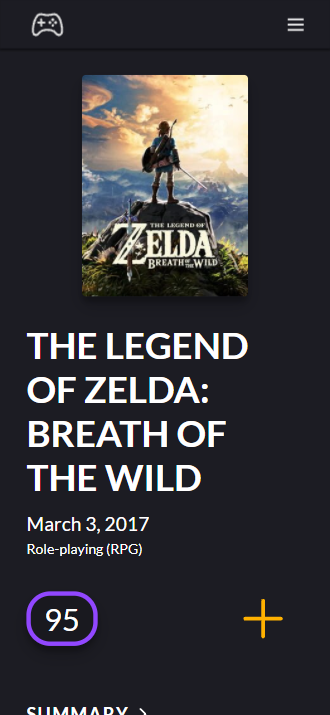 THE LEGEND OF
ZELDA
BREATH OF THE WILD
THE LEGEND
OF ZELDA:
BREATH OF
THE WILD
March 3, 2017
Role-playing (RPG)
95
SUMMARY